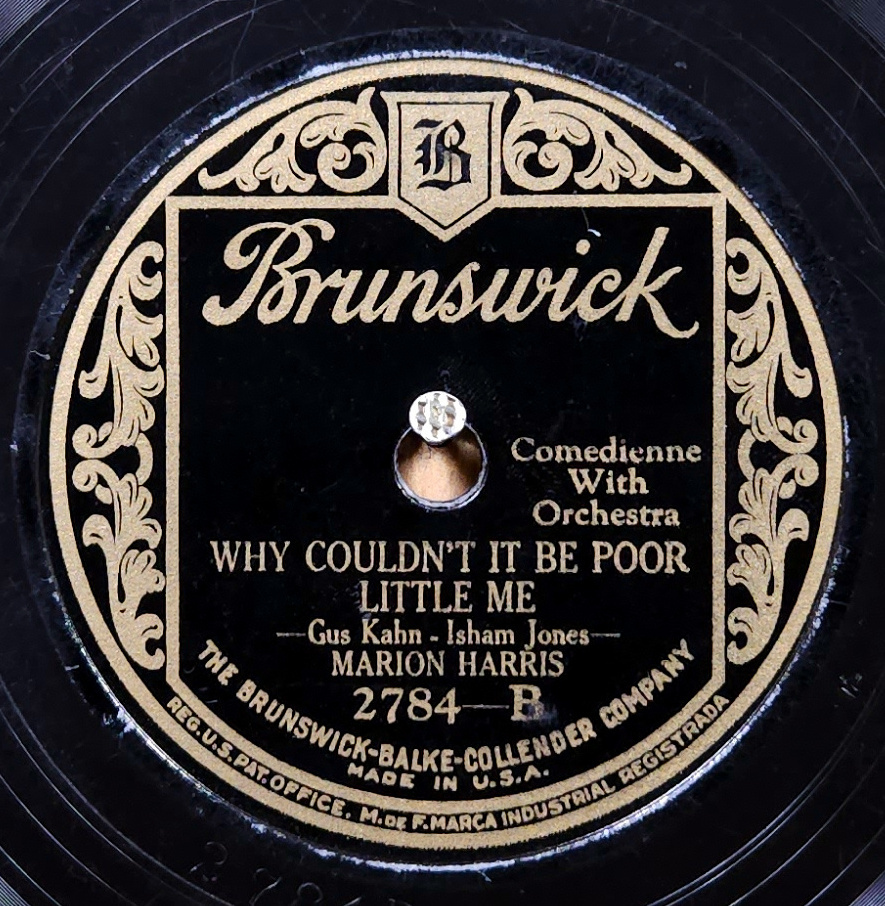 B
Brunswick
Comedienne
With
Orchestra
WHY COULDN'T IT BE POOR
LITTLE ME
—Gus Kahn - Isham Jones—
MARION HARRIS
2784—B
THE BRUNSWICK-BALKE-COLLENDER COMPANY
MADE IN U.S.A.
REG.U.S.PAT.OFFICE. M.DE F.MARCA INDUSTRIAL REGISTRADA